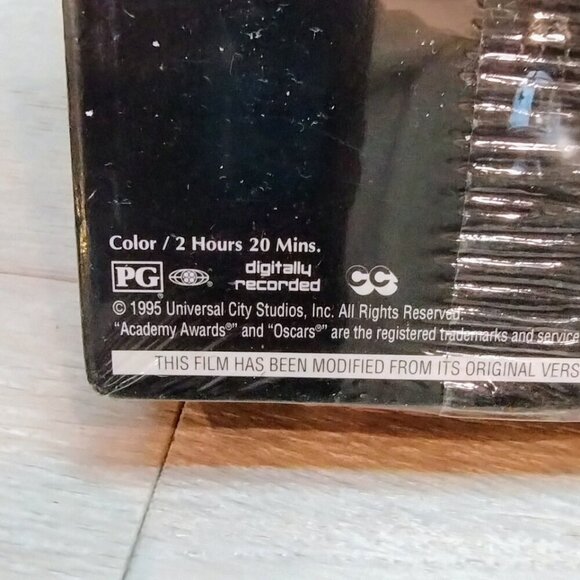 Color / 2 Hours 20 Mins.
PG® digitally recorded CC
© 1995 Universal City Studios, Inc. All Rights Reserved.
“Academy Awards®” and “Oscars®” are the registered trademarks and service
THIS FILM HAS BEEN MODIFIED FROM ITS ORIGINAL VERS